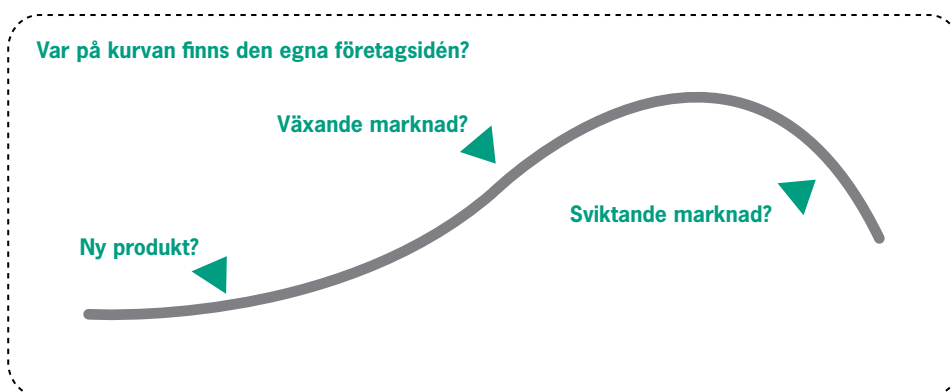 Var på kurvan finns den egna företagsidén?
Växande marknad?
Sviktande marknad?
Ny produkt?